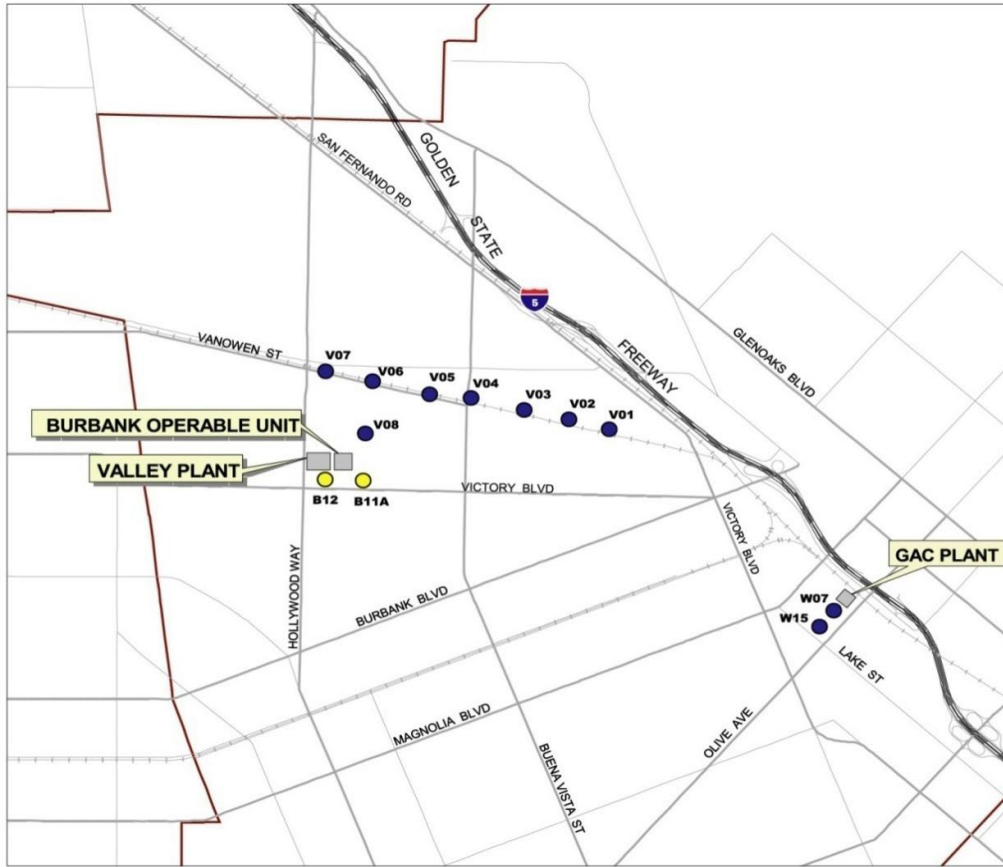 GOLDEN
STATE
FREEWAY
SAN FERNANDO RD
5
GLENOAKS BLVD
VANOWEN ST
V07
V06
V05
V04
V03
V02
V01
BURBANK OPERABLE UNIT
V08
VALLEY PLANT
B12
B11A
VICTORY BLVD
VICTORY BLVD
HOLLYWOOD WAY
GAC PLANT
BURBANK BLVD
W07
W15
LAKE ST
MAGNOLIA BLVD
OLIVE AVE
BUENA VISTA ST